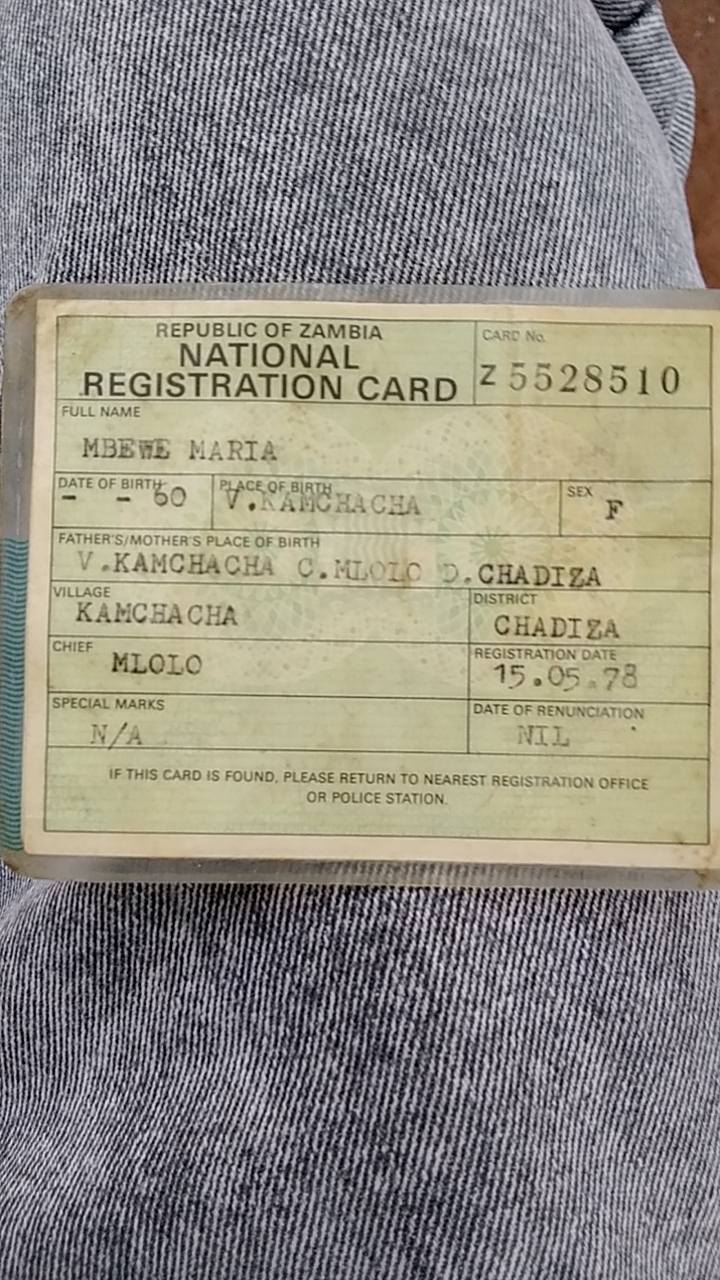 REPUBLIC OF ZAMBIA
NATIONAL
REGISTRATION CARD
CARD No.
Z 5528510
FULL NAME
MBEWE MARIA
DATE OF BIRTH
- - 60
PLACE OF BIRTH
V.KAMCHACHA
SEX
F
FATHER'S/MOTHER'S PLACE OF BIRTH
V.KAMCHACHA C.MLOLO D.CHADIZA
VILLAGE
KAMCHACHA
DISTRICT
CHADIZA
CHIEF
MLOLO
REGISTRATION DATE
15.05.78
SPECIAL MARKS
N/A
DATE OF RENUNCIATION
NIL
IF THIS CARD IS FOUND, PLEASE RETURN TO NEAREST REGISTRATION OFFICE
OR POLICE STATION.